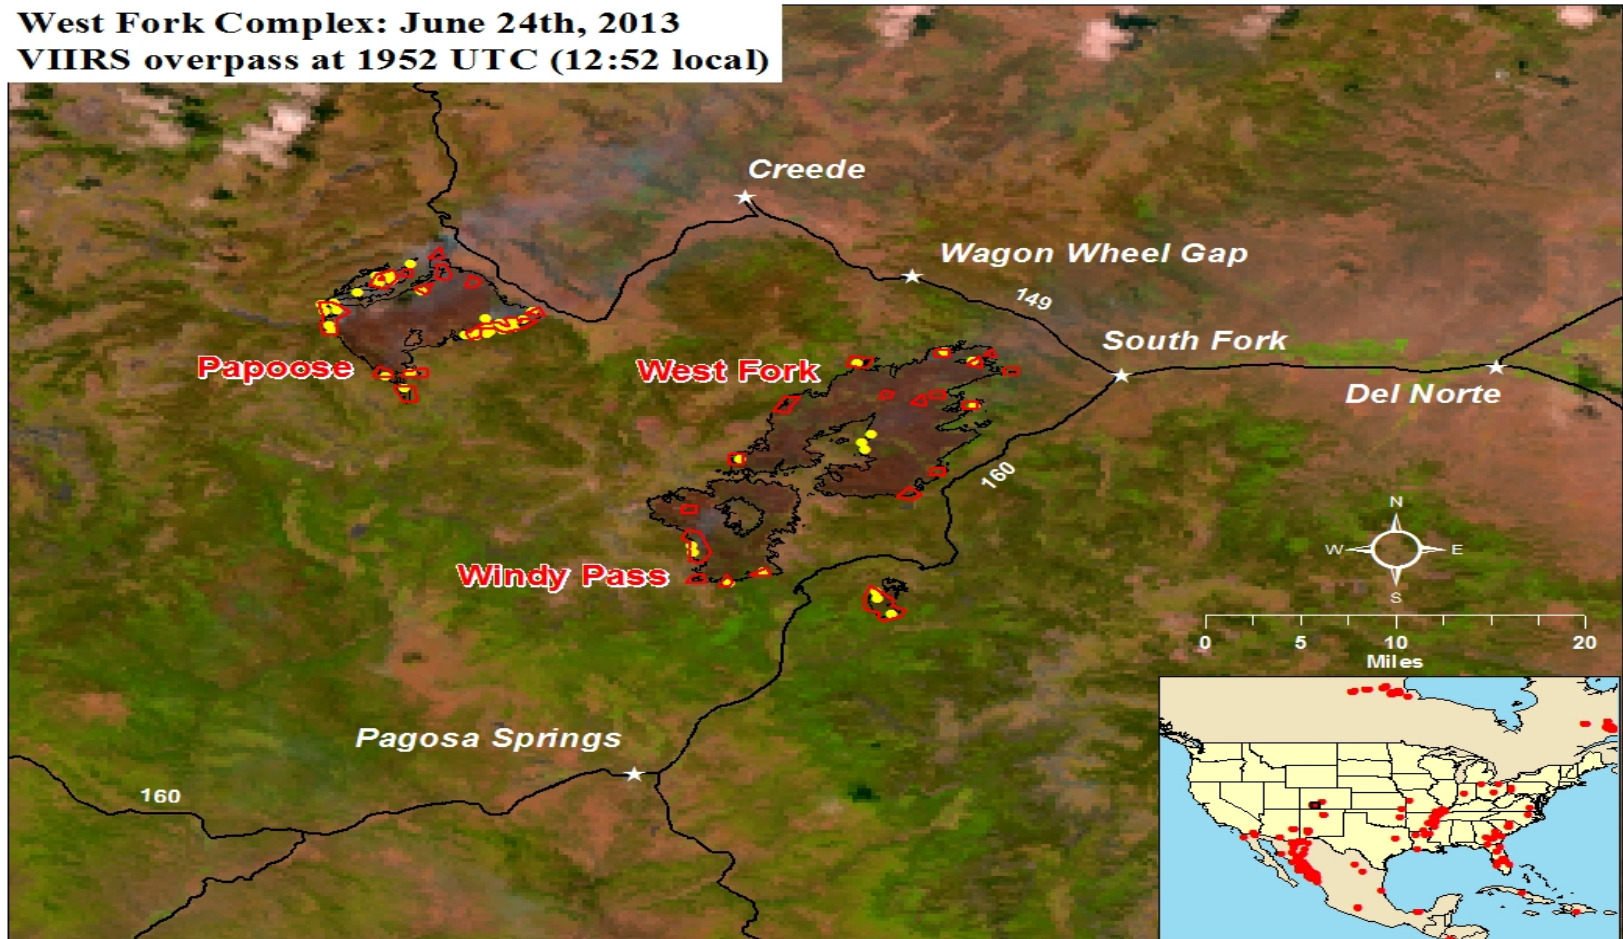 West Fork Complex: June 24th, 2013
VIIRS overpass at 1952 UTC (12:52 local)
Creede
Wagon Wheel Gap
149
South Fork
Papoose
West Fork
Del Norte
160
N
W E
S
Windy Pass
0 5 10 20
Miles
Pagosa Springs
160